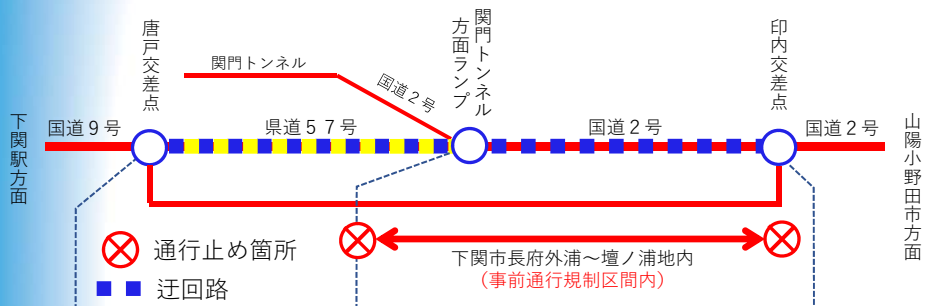 唐戸交差点
関門トンネル
方面ランプ
印内交差点
関門トンネル
国道2号
下関駅方面
国道9号
県道57号
国道2号
国道2号
山陽小野田市方面
通行止め箇所
下関市長府外浦~壇ノ浦地内
(事前通行規制区間内)
迂回路